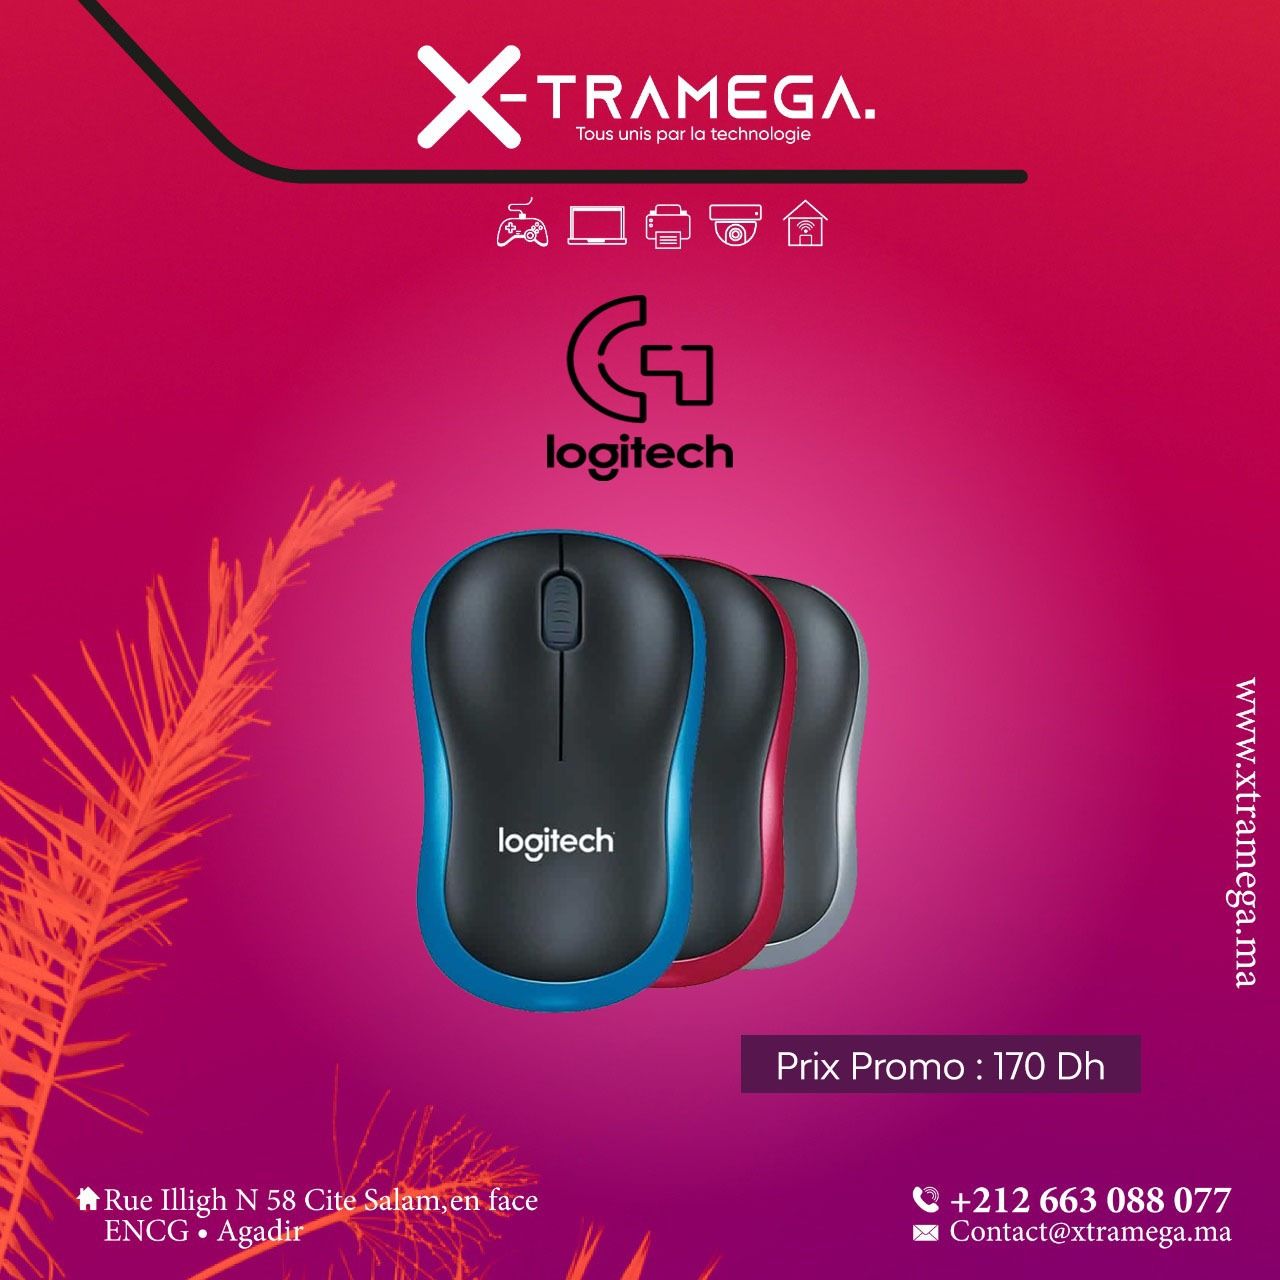 X-TRAMEGA.
Tous unis par la technologie
logitech
logitech
www.xtramega.ma
Prix Promo : 170 Dh
Rue Illigh N 58 Cite Salam,en face
ENCG • Agadir
+212 663 088 077
Contact@xtramega.ma